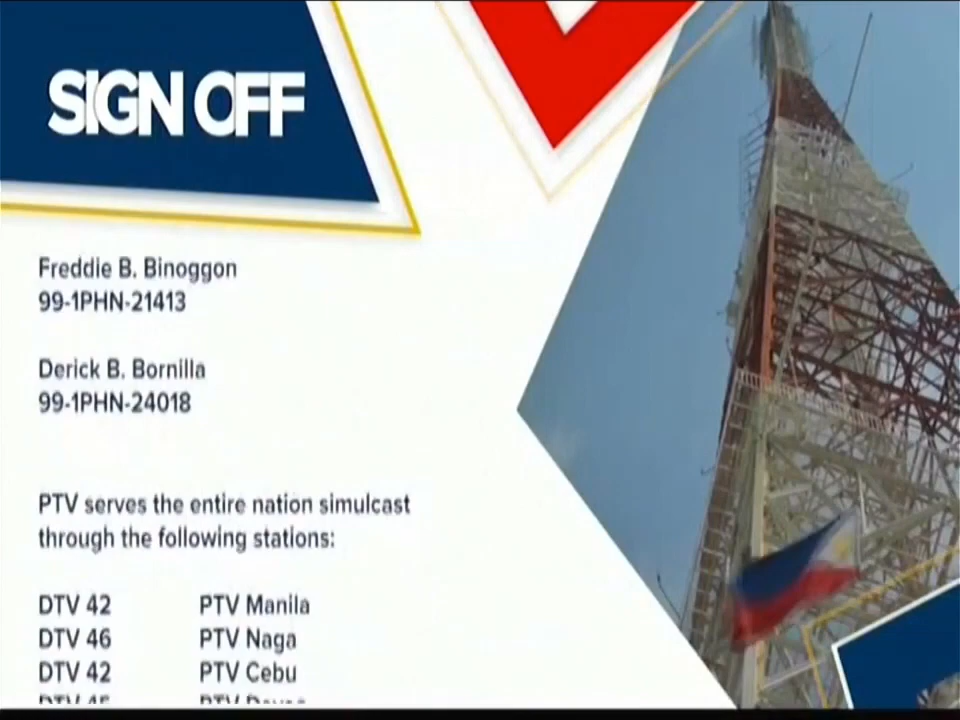 SIGN OFF
Freddie B. Binoggon
99-1PHN-21413
Derick B. Bornilla
99-1PHN-24018
PTV serves the entire nation simulcast
through the following stations:
DTV 42 PTV Manila
DTV 46 PTV Naga
DTV 42 PTV Cebu